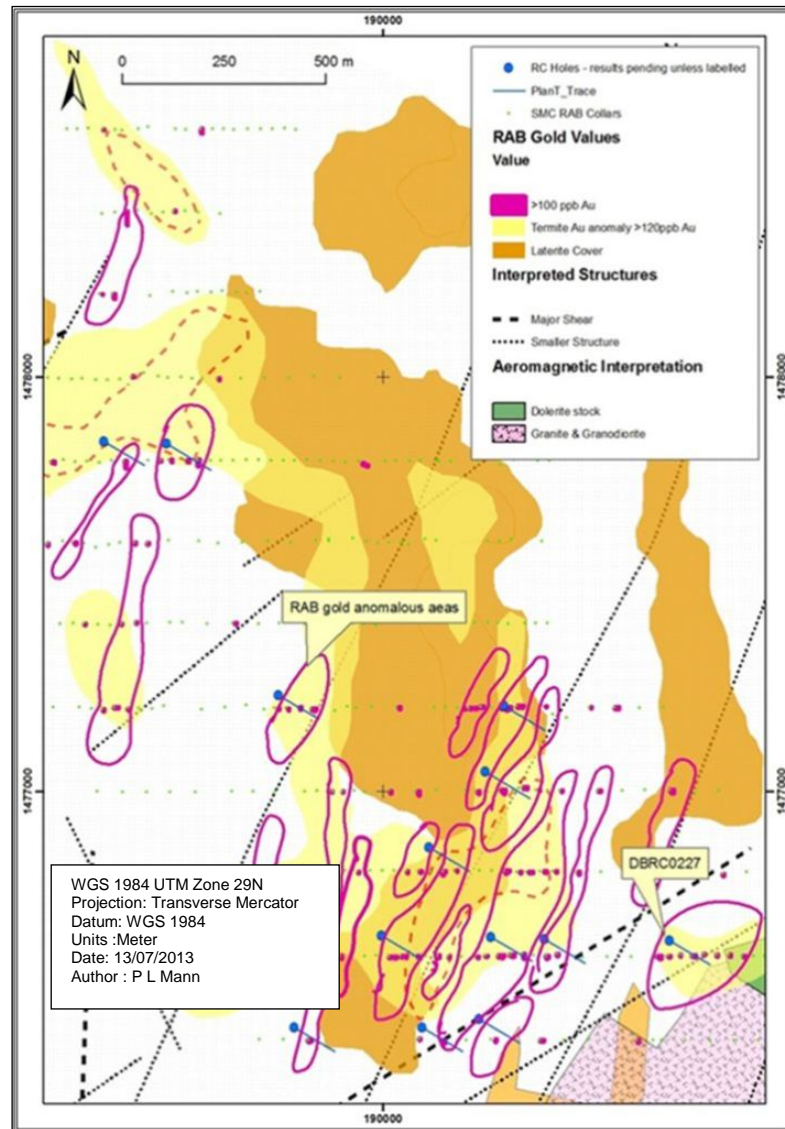 190000
N
0 250 500 m
RC Holes - results pending unless labelled
PlanT_Trace
SMC RAB Collars
RAB Gold Values
Value
>100 ppb Au
Termite Au anomaly >120ppb Au
Laterite Cover
Interpreted Structures
Major Shear
Smaller Structure
Aeromagnetic Interpretation
Dolerite stock
Granite & Granodiorite
1478000
1478000
RAB gold anomalous aeas
1477000
1477000
DBRC0227
WGS 1984 UTM Zone 29N
Projection: Transverse Mercator
Datum: WGS 1984
Units :Meter
Date: 13/07/2013
Author : P L Mann
190000